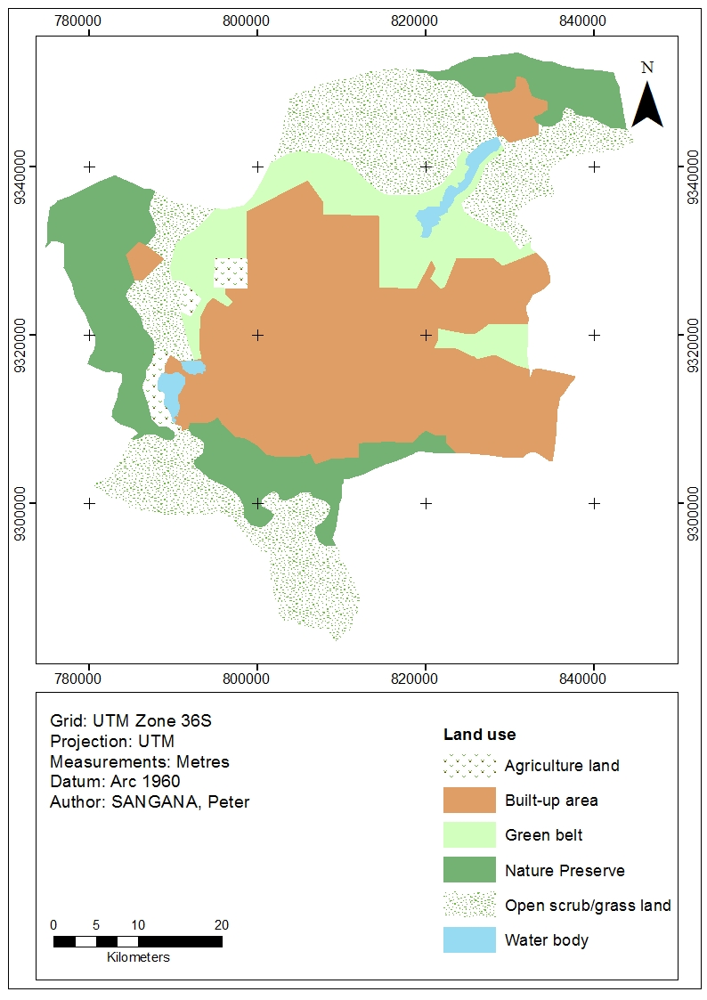 780000 800000 820000 840000
N
9340000 9340000
9320000 9320000
9300000 9300000
780000 800000 820000 840000
Grid: UTM Zone 36S
Projection: UTM
Measurements: Metres
Datum: Arc 1960
Author: SANGANA, Peter
Land use
Agriculture land
Built-up area
Green belt
Nature Preserve
Open scrub/grass land
Water body
0 5 10 20
Kilometers